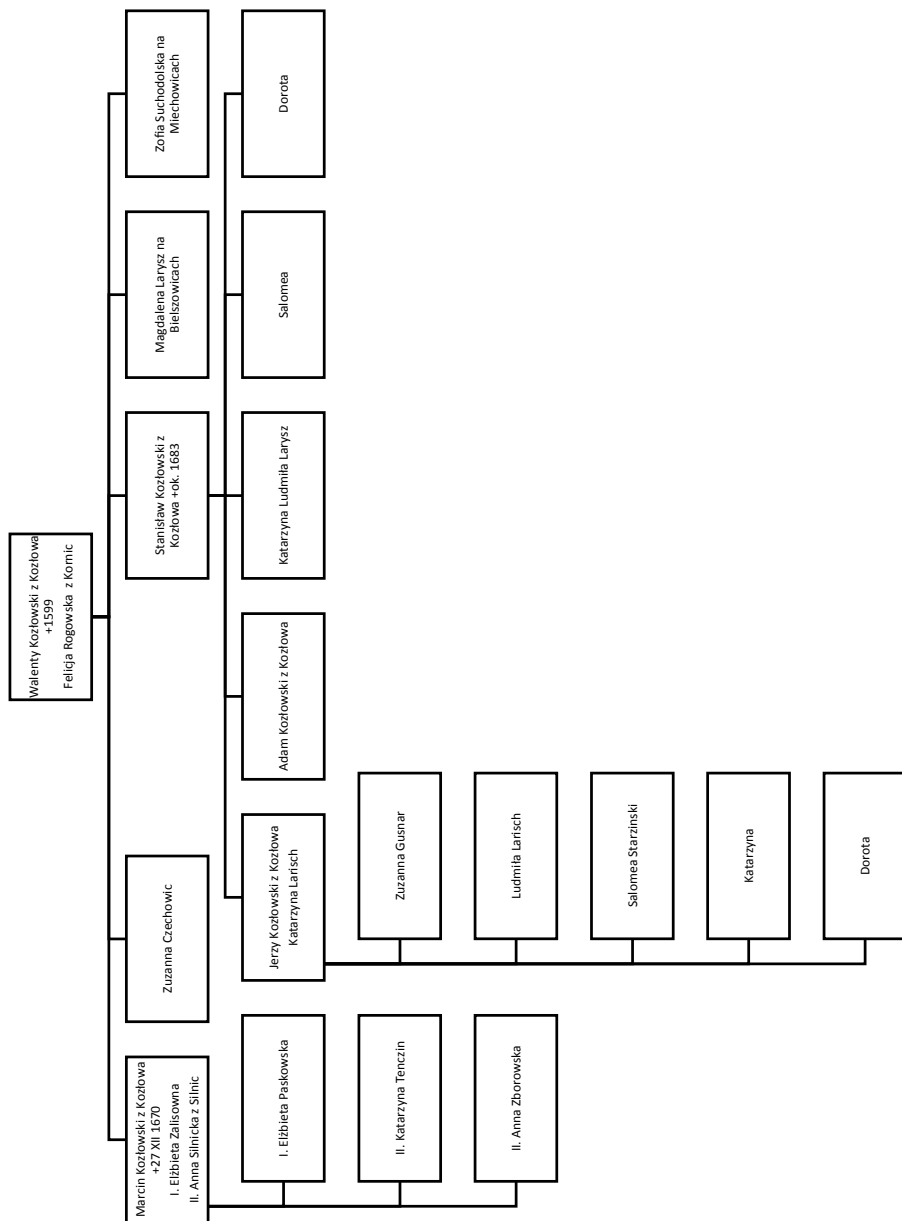 Walenty Kozłowski z Kozłowa
+1599
Felicja Rogowska z Kornic
Marcin Kozłowski z Kozłowa
+27 XII 1670
I. Elżbieta Zalisowna
II. Anna Silnicka z Silnic
Zuzanna Czechowic
Stanisław Kozłowski z
Kozłowa +ok. 1683
Magdalena Larysz na
Bielszowicach
Zofia Suchodolska na
Miechowicach
I. Elżbieta Paskowska
II. Katarzyna Tenczin
II. Anna Zborowska
Jerzy Kozłowski z Kozłowa
Katarzyna Larisch
Adam Kozłowski z Kozłowa
Katarzyna Ludmiła Larysz
Salomea
Dorota
Zuzanna Gusnar
Ludmiła Larisch
Salomea Starzinski
Katarzyna
Dorota